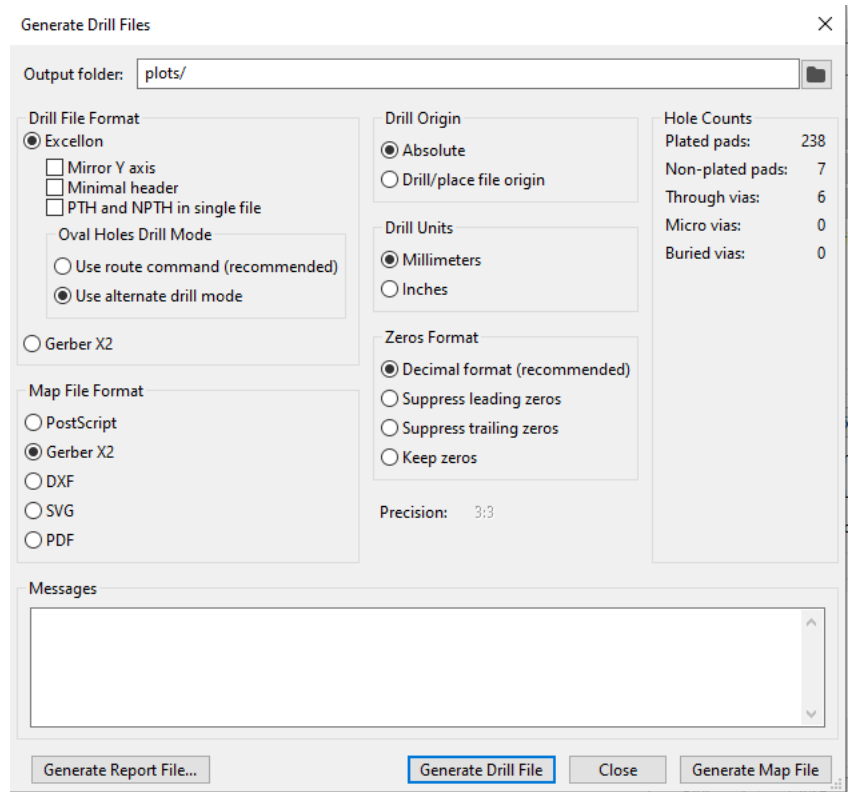 Generate Drill Files
Output folder: plots/
Drill File Format
Excellon
Mirror Y axis
Minimal header
PTH and NPTH in single file
Oval Holes Drill Mode
Use route command (recommended)
Use alternate drill mode
Gerber X2
Map File Format
PostScript
Gerber X2
DXF
SVG
PDF
Drill Origin
Absolute
Drill/place file origin
Drill Units
Millimeters
Inches
Zeros Format
Decimal format (recommended)
Suppress leading zeros
Suppress trailing zeros
Keep zeros
Precision: 3:3
Hole Counts
Plated pads: 238
Non-plated pads: 7
Through vias: 6
Micro vias: 0
Buried vias: 0
Messages
Generate Report File... Generate Drill File Close Generate Map File